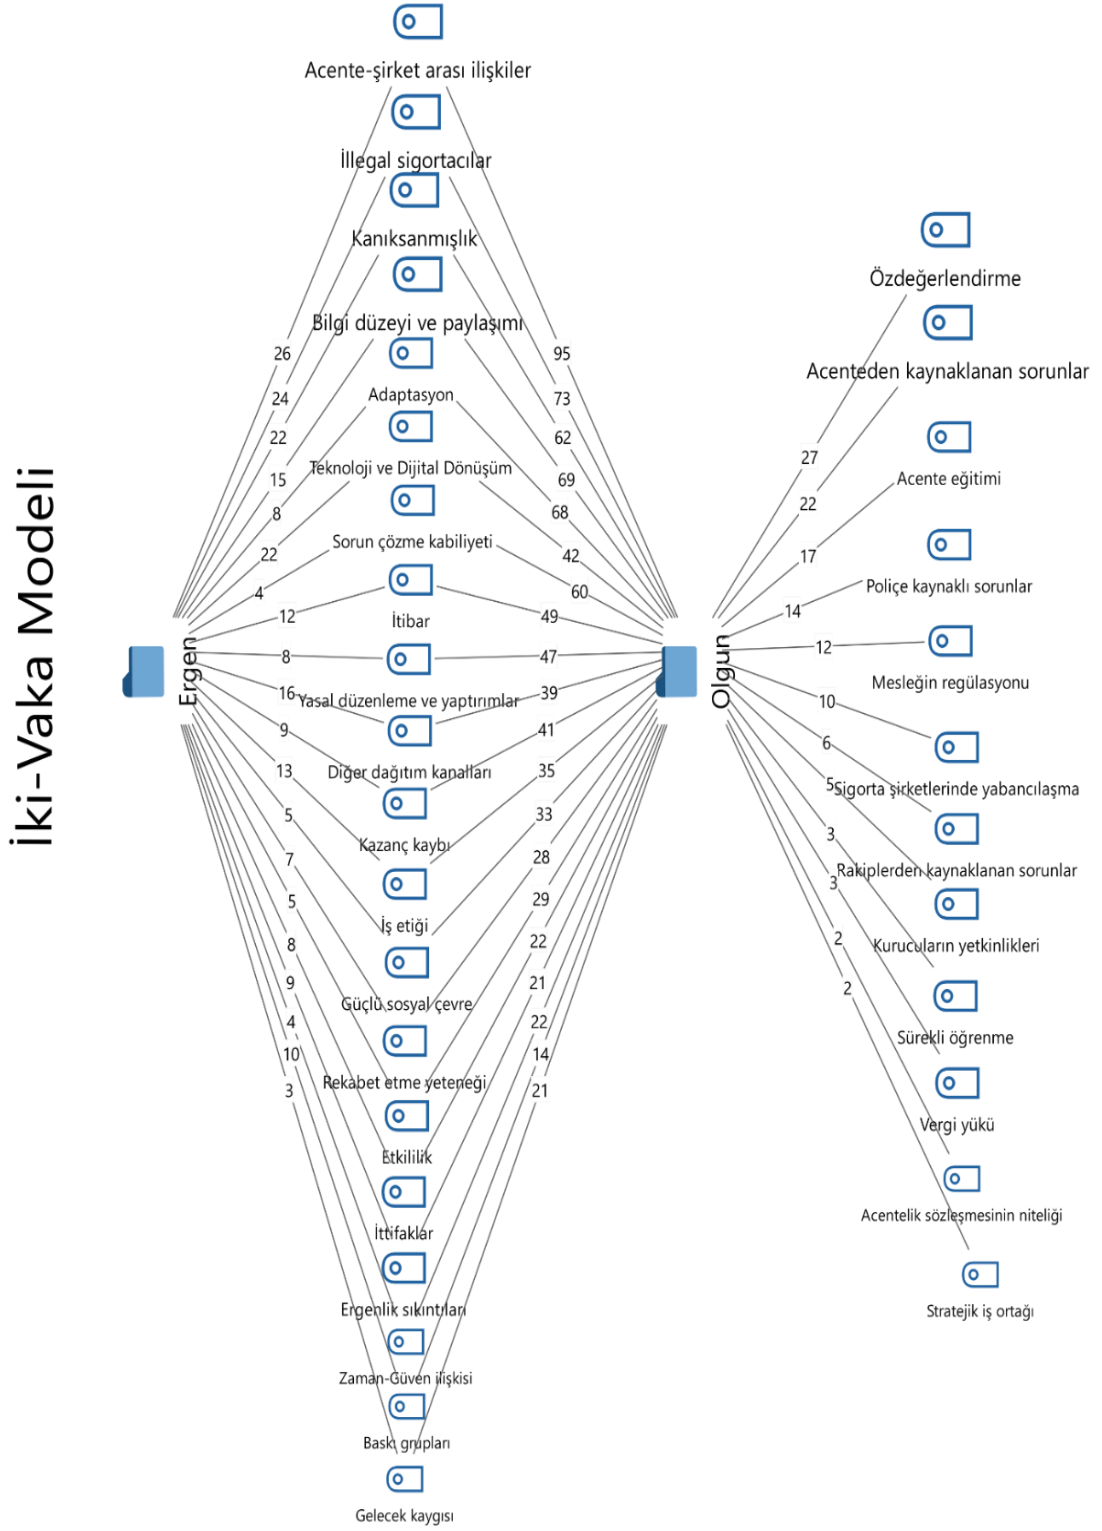 İki-Vaka Modeli
Acente-şirket arası ilişkiler
İllegal sigortacılar
Kanıksanmışlık
Bilgi düzeyi ve paylaşımı
Adaptasyon
Teknoloji ve Dijital Dönüşüm
Sorun çözme kabiliyeti
İtibar
Yasal düzenleme ve yaptırımlar
Diğer dağıtım kanalları
Kazanç kaybı
İş etiği
Güçlü sosyal çevre
Rekabet etme yeteneği
Etkililik
İttifaklar
Ergenlik sıkıntıları
Zaman-Güven ilişkisi
Baskı grupları
Gelecek kaygısı
Ergen
26
24
22
15
8
22
4
12
8
16
9
13
5
7
5
8
9
4
10
3
95
73
62
69
68
42
60
49
47
39
41
35
33
28
29
22
21
22
14
21
Olgun
27
22
17
14
12
10
6
5
3
3
2
2
Özdeğerlendirme
Acenteden kaynaklanan sorunlar
Acente eğitimi
Poliçe kaynaklı sorunlar
Mesleğin regülasyonu
Sigorta şirketlerinde yabancılaşma
Rakiplerden kaynaklanan sorunlar
Kurucuların yetkinlikleri
Sürekli öğrenme
Vergi yükü
Acentelik sözleşmesinin niteliği
Stratejik iş ortağı